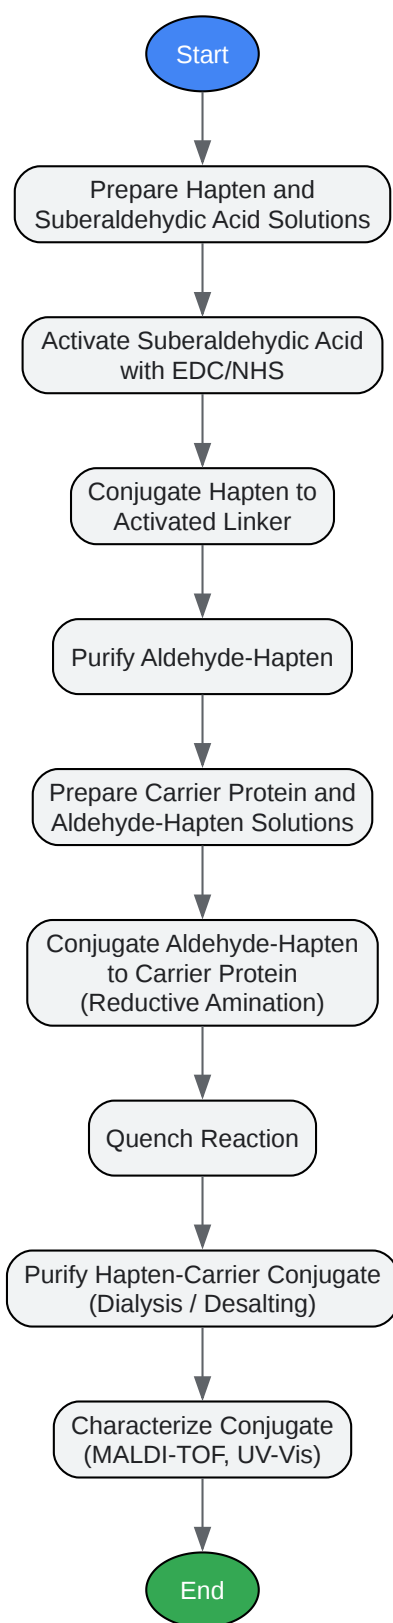 Start
Prepare Hapten and
Suberaldehydic Acid Solutions
Activate Suberaldehydic Acid
with EDC/NHS
Conjugate Hapten to
Activated Linker
Purify Aldehyde-Hapten
Prepare Carrier Protein and
Aldehyde-Hapten Solutions
Conjugate Aldehyde-Hapten
to Carrier Protein
(Reductive Amination)
Quench Reaction
Purify Hapten-Carrier Conjugate
(Dialysis / Desalting)
Characterize Conjugate
(MALDI-TOF, UV-Vis)
End